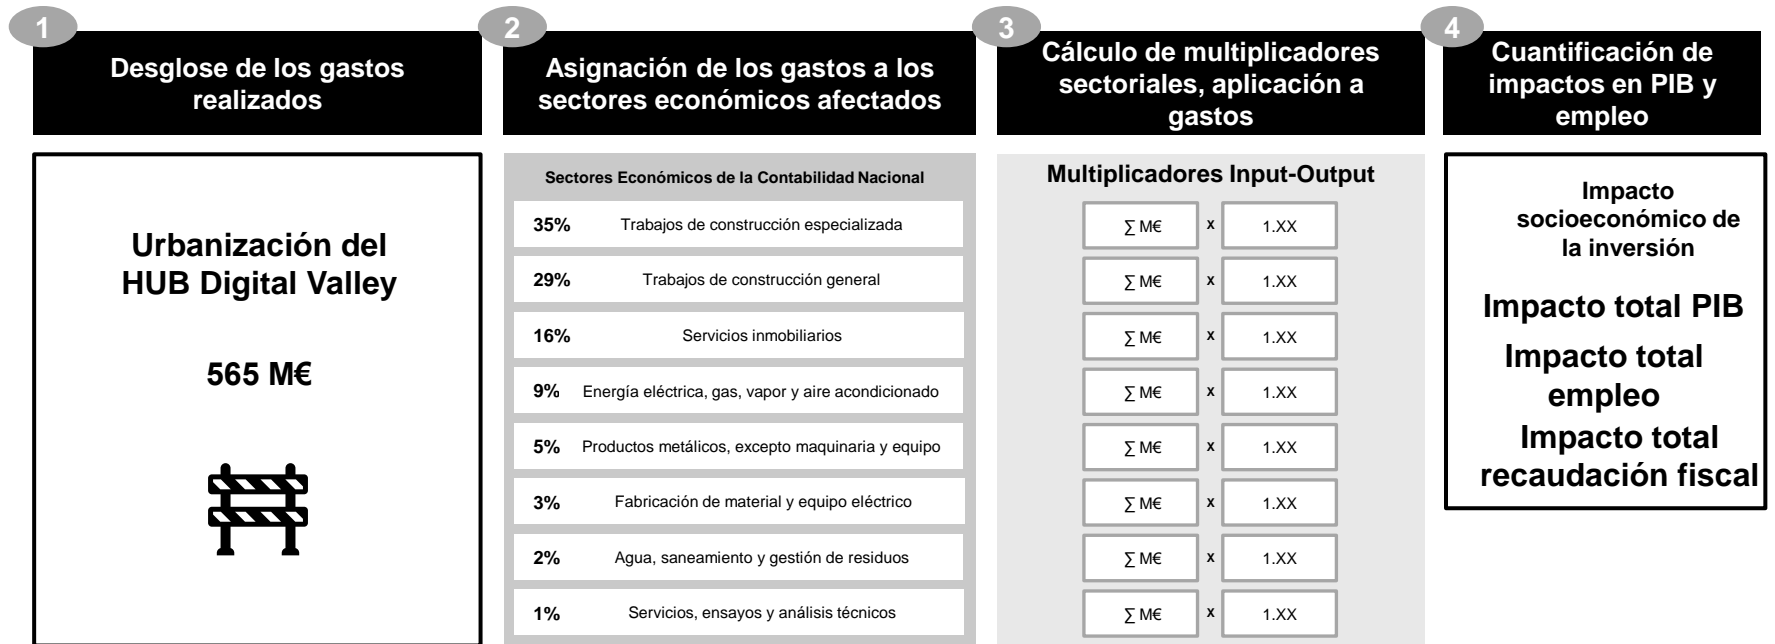 1
Desglose de los gastos
realizados
Urbanización del
HUB Digital Valley
565 M€
2
Asignación de los gastos a los
sectores económicos afectados
Sectores Económicos de la Contabilidad Nacional
35% Trabajos de construcción especializada
29% Trabajos de construcción general
16% Servicios inmobiliarios
9% Energía eléctrica, gas, vapor y aire acondicionado
5% Productos metálicos, excepto maquinaria y equipo
3% Fabricación de material y equipo eléctrico
2% Agua, saneamiento y gestión de residuos
1% Servicios, ensayos y análisis técnicos
3
Cálculo de multiplicadores
sectoriales, aplicación a
gastos
Multiplicadores Input-Output
∑ M€ x 1.XX
∑ M€ x 1.XX
∑ M€ x 1.XX
∑ M€ x 1.XX
∑ M€ x 1.XX
∑ M€ x 1.XX
∑ M€ x 1.XX
∑ M€ x 1.XX
4
Cuantificación de
impactos en PIB y
empleo
Impacto
socioeconómico de
la inversión
Impacto total PIB
Impacto total
empleo
Impacto total
recaudación fiscal